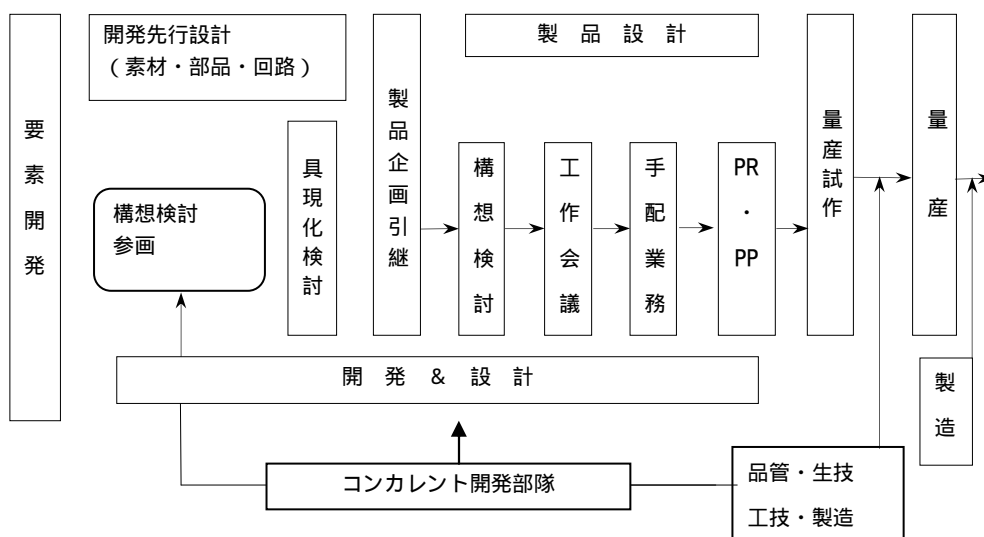 開発先行設計
(素材・部品・回路)
製品設計
要素開発
構想検討
参画
具現化検討
製品企画引継
構想検討
工作会議
手配業務
PR
・
PP
量産試作
量産
開発&設計
製造
コンカレント開発部隊
品管・生技
工技・製造